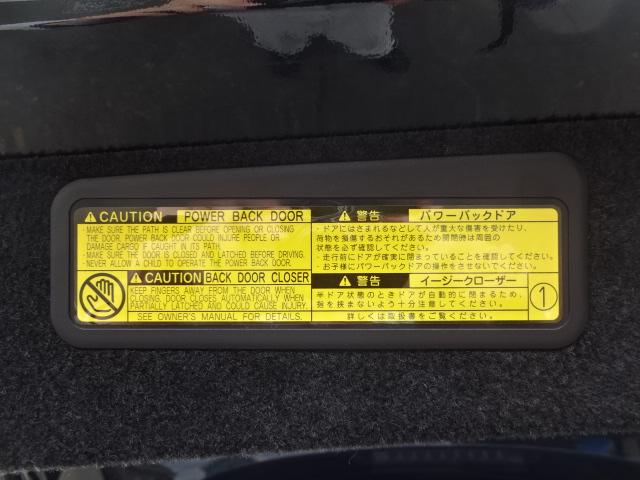 ⚠ CAUTION POWER BACK DOOR
- MAKE SURE THE PATH IS CLEAR BEFORE OPENING OR CLOSING
THE DOOR. POWER BACK DOOR COULD INJURE PEOPLE OR
DAMAGE CARGO IF CAUGHT IN ITS PATH.
- MAKE SURE THE DOOR IS CLOSED AND LATCHED BEFORE DRIVING.
- NEVER ALLOW A CHILD TO OPERATE THE POWER BACK DOOR.
⚠ CAUTION BACK DOOR CLOSER
KEEP FINGERS AWAY FROM THE DOOR WHEN
CLOSING. DOOR CLOSES AUTOMATICALLY WHEN
PARTIALLY LATCHED AND COULD CAUSE INJURY.
SEE OWNER'S MANUAL FOR DETAILS.
⚠ 警告 パワーバックドア
・ドアにはさまれるなどして人が重大な傷害を受けたり、
荷物を損傷するおそれがあるため開閉時は周囲の
状態を必ず確認してください。
・走行前にドアが確実に閉まっていることを確認してください。
・お子様にパワーバックドアの操作をさせないでください。
⚠ 警告 イージークローザー
半ドア状態のときドアが自動的に閉まるため、
指を挟まないよう十分注意してください。
詳しくは取扱書をご覧ください。
1